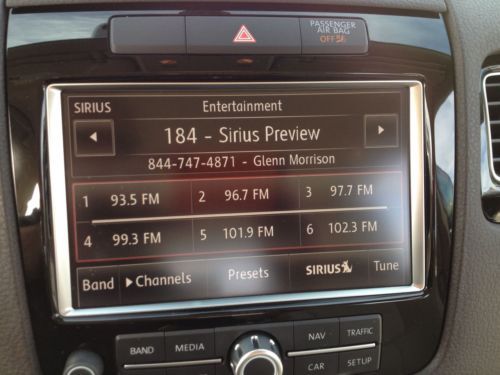 PASSENGER
AIR BAG
OFF
SIRIUS Entertainment
184 - Sirius Preview
844-747-4871 - Glenn Morrison
1 93.5 FM 2 96.7 FM 3 97.7 FM
4 99.3 FM 5 101.9 FM 6 102.3 FM
Band Channels Presets SIRIUS Tune
BAND MEDIA NAV TRAFFIC
CAR SETUP